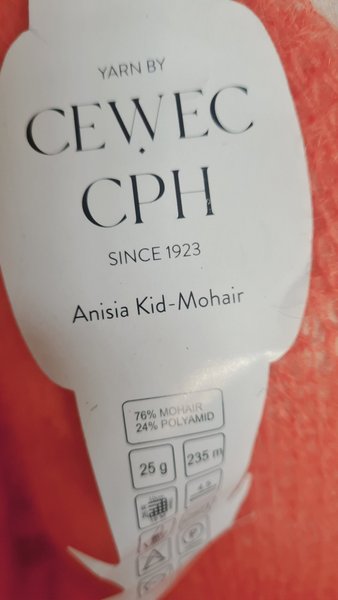 YARN BY
CEWEC
CPH
SINCE 1923
Anisia Kid-Mohair
76% MOHAIR
24% POLYAMID
25 g
235 m